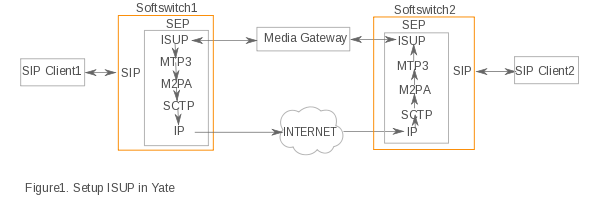 Softswitch1
Softswitch2
SEP
SEP
ISUP
Media Gateway
ISUP
MTP3
MTP3
SIP Client1
SIP
SIP
SIP Client2
M2PA
M2PA
SCTP
SCTP
IP
INTERNET
IP
Figure1. Setup ISUP in Yate